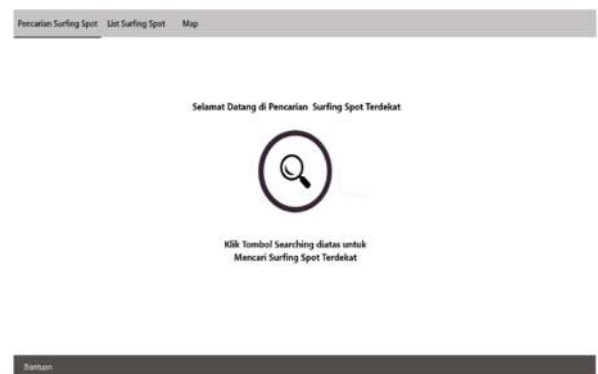 Pencarian Surfing Spot List Surfing Spot Map
Selamat Datang di Pencarian Surfing Spot Terdekat
Klik Tombol Searching diatas untuk
Mencari Surfing Spot Terdekat
Bantuan